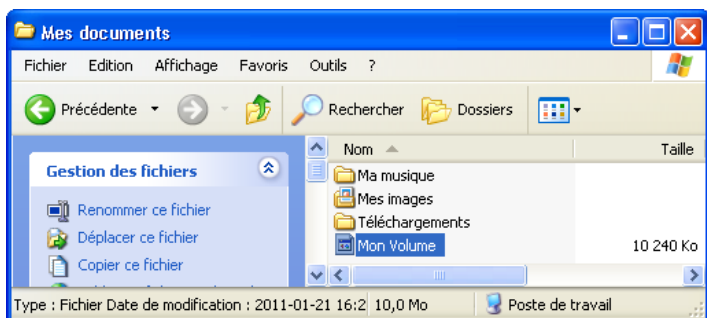 Mes documents
Fichier Edition Affichage Favoris Outils ?
Précédente Rechercher Dossiers
Nom Taille
Gestion des fichiers
Renommer ce fichier
Déplacer ce fichier
Copier ce fichier
Ma musique
Mes images
Téléchargements
Mon Volume 10 240 Ko
Type : Fichier Date de modification : 2011-01-21 16:2 10,0 Mo Poste de travail